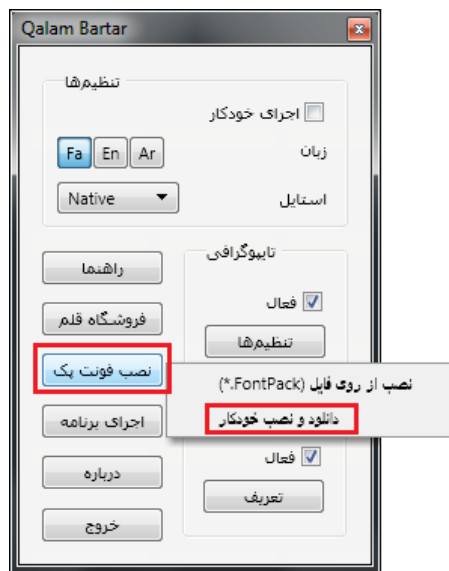 Qalam Bartar
تنظیم‌ها
اجرای خودکار
زبان
Fa En Ar
استایل
Native
تایپوگرافی
راهنما
فعال
فروشگاه قلم
تنظیم‌ها
نصب فونت پک
نصب از روی فایل (FontPack.*)
دانلود و نصب خودکار
اجرای برنامه
فعال
درباره
تعریف
خروج